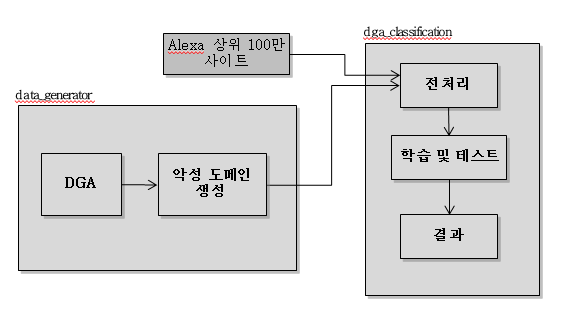 dga_classification
Alexa 상위 100만
사이트
전처리
data_generator
학습 및 테스트
DGA
악성 도메인
생성
결과